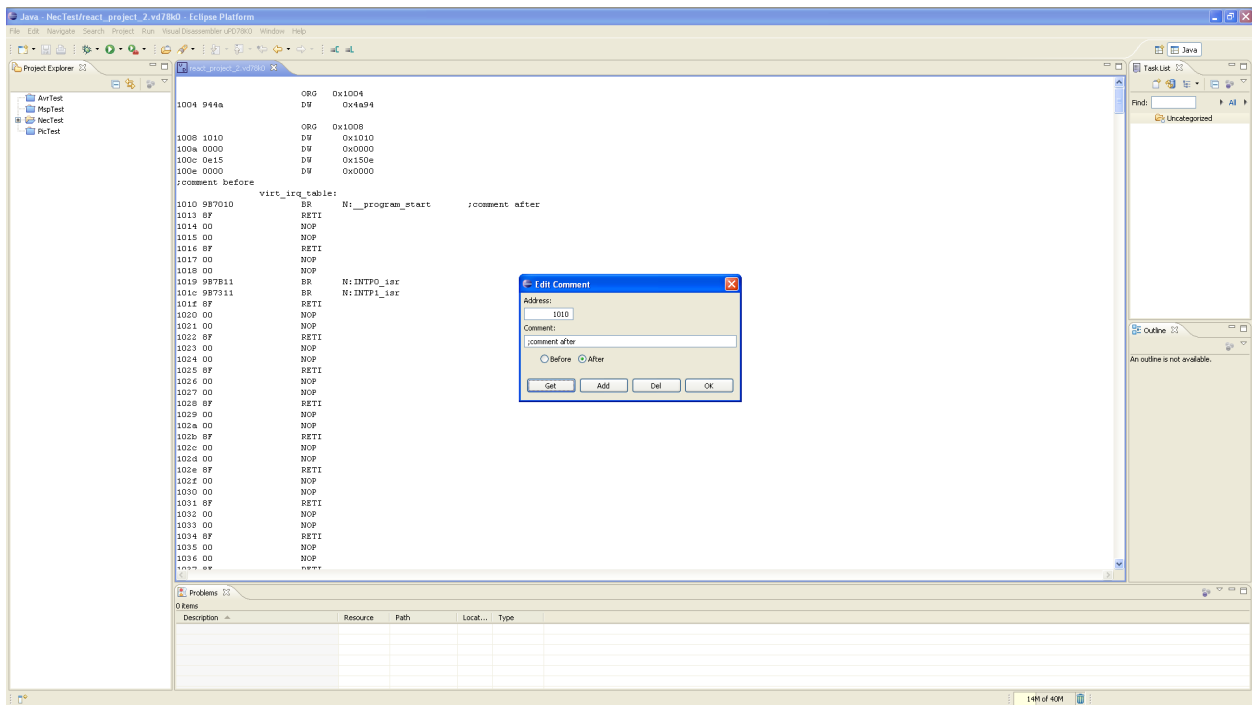 Java - NecTest/react_project_2.vd78k0 - Eclipse Platform
File Edit Navigate Search Project Run Visual Disassembler uPD78K0 Window Help
Java
Project Explorer
AvrTest
MspTest
NecTest
PicTest
react_project_2.vd78k0
ORG 0x1004
1004 944a DW 0x4a94
ORG 0x1008
1008 1010 DW 0x1010
100a 0000 DW 0x0000
100c 0e15 DW 0x150e
100e 0000 DW 0x0000
;comment before
virt_irq_table:
1010 9B7010 BR N:__program_start ;comment after
1013 8F RETI
1014 00 NOP
1015 00 NOP
1016 8F RETI
1017 00 NOP
1018 00 NOP
1019 9B7B11 BR N:INTP0_isr
101c 9B7311 BR N:INTP1_isr
101f 8F RETI
1020 00 NOP
1021 00 NOP
1022 8F RETI
1023 00 NOP
1024 00 NOP
1025 8F RETI
1026 00 NOP
1027 00 NOP
1028 8F RETI
1029 00 NOP
102a 00 NOP
102b 8F RETI
102c 00 NOP
102d 00 NOP
102e 8F RETI
102f 00 NOP
1030 00 NOP
1031 8F RETI
1032 00 NOP
1033 00 NOP
1034 8F RETI
1035 00 NOP
1036 00 NOP
1037 8F RETI
Edit Comment
Address:
1010
Comment:
;comment after
Before After
Get Add Del OK
Task List
Find: All
Uncategorized
Outline
An outline is not available.
Problems
0 items
Description Resource Path Locat... Type
14M of 40M